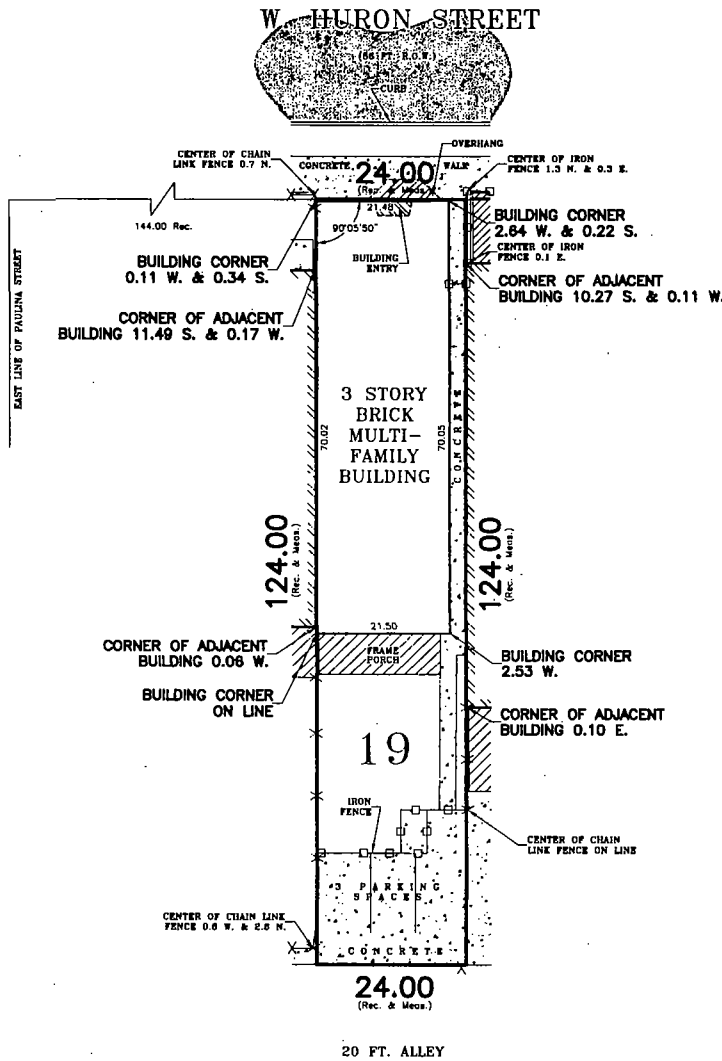 W. HURON STREET
(66 FT. R.O.W.)
CURB
OVERHANG
CENTER OF CHAIN
LINK FENCE 0.7 N.
CONCRETE
WALK
24.00
(Rec. & Meas.)
CENTER OF IRON
FENCE 1.3 N. & 0.3 E.
144.00 Rec.
21.48
90°05'50"
BUILDING
ENTRY
BUILDING CORNER
2.64 W. & 0.22 S.
CENTER OF IRON
FENCE 0.1 E.
BUILDING CORNER
0.11 W. & 0.34 S.
CORNER OF ADJACENT
BUILDING 10.27 S. & 0.11 W.
CORNER OF ADJACENT
BUILDING 11.49 S. & 0.17 W.
EAST LINE OF PAULINA STREET
3 STORY
BRICK
MULTI-
FAMILY
BUILDING
70.02
70.05
CONCRETE
124.00
(Rec. & Meas.)
124.00
(Rec. & Meas.)
21.50
CORNER OF ADJACENT
BUILDING 0.06 W.
FRAME
PORCH
BUILDING CORNER
2.53 W.
BUILDING CORNER
ON LINE
CORNER OF ADJACENT
BUILDING 0.10 E.
19
IRON
FENCE
CENTER OF CHAIN
LINK FENCE ON LINE
3 PARKING
SPACES
CENTER OF CHAIN LINK
FENCE 0.6 W. & 2.6 N.
CONCRETE
24.00
(Rec. & Meas.)
20 FT. ALLEY